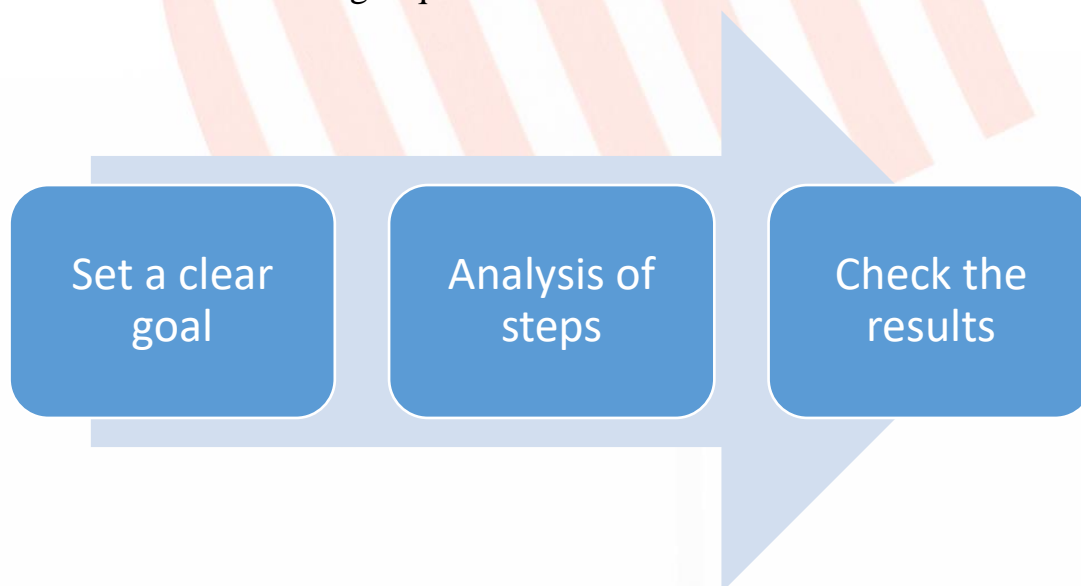 Set a clear
goal
Analysis of
steps
Check the
results